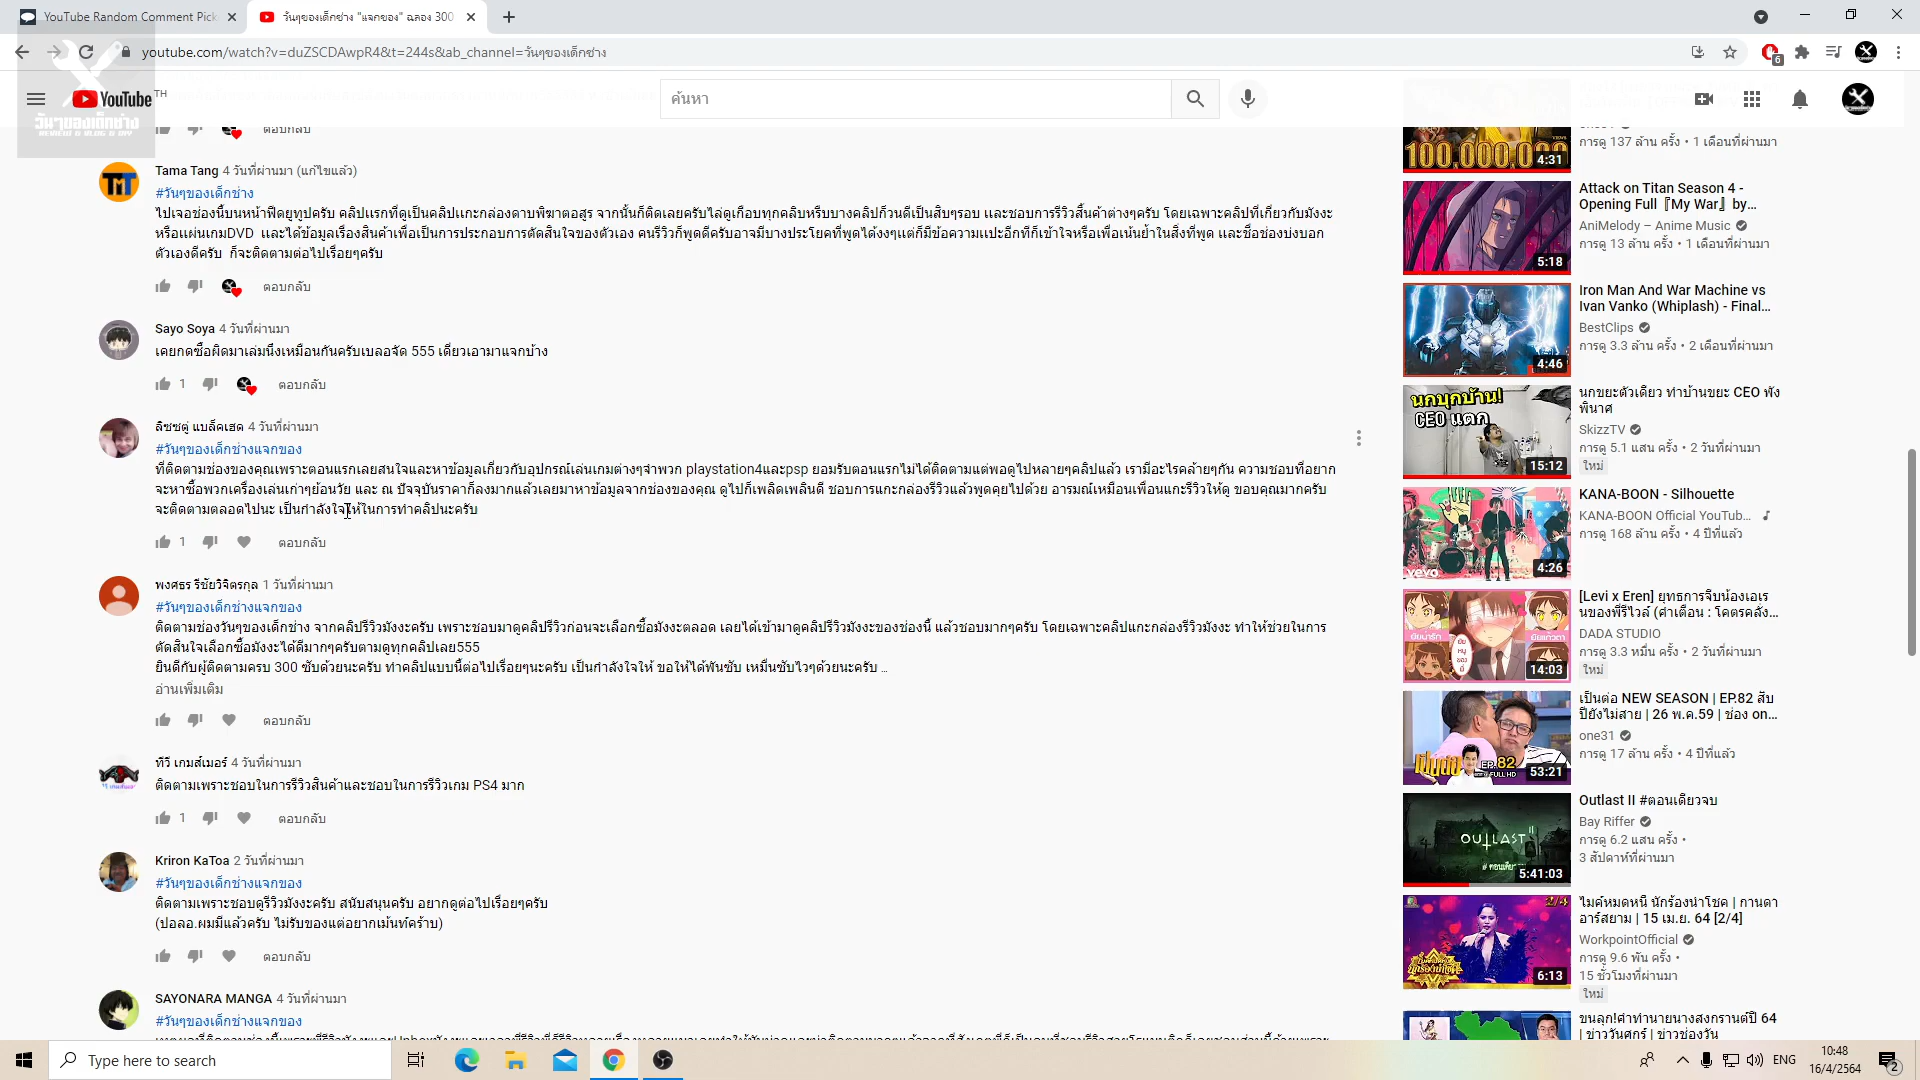 YouTube Random Comment Pick
วันๆของเด็กช่าง "แจกของ" ฉลอง 300
youtube.com/watch?v=duZSCDAwpR4&t=244s&ab_channel=วันๆของเด็กช่าง
6
YouTube TH
ค้นหา
วันๆของเด็กช่าง
REVIEW & VLOG & DIY
ตอบกลับ
Tama Tang 4 วันที่ผ่านมา (แก้ไขแล้ว)
#วันๆของเด็กช่าง
ไปเจอช่องนี้บนหน้าฟีดยูทูปครับ คลิปแรกที่ดูเป็นคลิปแกะกล่องดาบพิฆาตอสูร จากนั้นก็ติดเลยครับไล่ดูเกือบทุกคลิบหรืบบางคลิปก็วนดีเป็นสิบๆรอบ และชอบการรีวิวสิ้นค้าต่างๆครับ โดยเฉพาะคลิปที่เกี่ยวกับมังงะ
หรือแผ่นเกมDVD และได้ข้อมูลเรื่องสินค้าเพื่อเป็นการประกอบการตัดสินใจของตัวเอง คนรีวิวก็พูดดีครับอาจมีบางประโยคที่พูดได้งงๆแต่ก็มีข้อความแปะอีกทีก็เข้าใจหรือเพื่อเน้นย้ำในสิ่งที่พูด และชื่อช่องบ่งบอก
ตัวเองดีครับ ก็จะติดตามต่อไปเรื่อยๆครับ
ตอบกลับ
Sayo Soya 4 วันที่ผ่านมา
เคยกดซื้อผิดมาเล่มนึงเหมือนกันครับเบลอจัด 555 เดี๋ยวเอามาแจกบ้าง
1 ตอบกลับ
ลิซซตู่ แบล็คเฮด 4 วันที่ผ่านมา
#วันๆของเด็กช่างแจกของ
ที่ติดตามช่องของคุณเพราะตอนแรกเลยสนใจและหาข้อมูลเกี่ยวกับอุปกรณ์เล่นเกมต่างๆจำพวก playstation4และpsp ยอมรับตอนแรกไม่ได้ติดตามแต่พอดูไปหลายๆคลิปแล้ว เรามีอะไรคล้ายๆกัน ความชอบที่อยาก
จะหาซื้อพวกเครื่องเล่นเก่าๆย้อนวัย และ ณ ปัจจุบันราคาก็ลงมากแล้วเลยมาหาข้อมูลจากช่องของคุณ ดูไปก็เพลิดเพลินดี ชอบการแกะกล่องรีวิวแล้วพูดคุยไปด้วย อารมณ์เหมือนเพื่อนแกะรีวิวให้ดู ขอบคุณมากครับ
จะติดตามตลอดไปนะ เป็นกำลังใจให้ในการทำคลิปนะครับ
1 ตอบกลับ
พงศธร รีชัยวิจิตรกุล 1 วันที่ผ่านมา
#วันๆของเด็กช่างแจกของ
ติดตามช่องวันๆของเด็กช่าง จากคลิปรีวิวมังงะครับ เพราะชอบมาดูคลิปรีวิวก่อนจะเลือกซื้อมังงะตลอด เลยได้เข้ามาดูคลิปรีวิวมังงะของช่องนี้ แล้วชอบมากๆครับ โดยเฉพาะคลิปแกะกล่องรีวิวมังงะ ทำให้ช่วยในการ
ตัดสินใจเลือกซื้อมังงะได้ดีมากๆครับตามดูทุกคลิปเลย555
ยินดีกับผู้ติดตามครบ 300 ซับด้วยนะครับ ทำคลิปแบบนี้ต่อไปเรื่อยๆนะครับ เป็นกำลังใจให้ ขอให้ได้พันซับ เหมื่นซับไวๆด้วยนะครับ ...
อ่านเพิ่มเติม
ตอบกลับ
ทีวี เกมส์เมอร์ 4 วันที่ผ่านมา
ติดตามเพราะชอบในการรีวิวสินค้าและชอบในการรีวิวเกม PS4 มาก
1 ตอบกลับ
Kriron KaToa 2 วันที่ผ่านมา
#วันๆของเด็กช่างแจกของ
ติดตามเพราะชอบดูรีวิวมังงะครับ สนับสนุนครับ อยากดูต่อไปเรื่อยๆครับ
(ปอลอ.ผมมีแล้วครับ ไม่รับของแต่อยากเม้นท์คร้าบ)
ตอบกลับ
SAYONARA MANGA 4 วันที่ผ่านมา
#วันๆของเด็กช่างแจกของ
100,000,000
4:31
การดู 137 ล้าน ครั้ง • 1 เดือนที่ผ่านมา
5:18
Attack on Titan Season 4 -
Opening Full『My War』by...
AniMelody – Anime Music
การดู 13 ล้าน ครั้ง • 1 เดือนที่ผ่านมา
4:46
Iron Man And War Machine vs
Ivan Vanko (Whiplash) - Final...
BestClips
การดู 3.3 ล้าน ครั้ง • 2 เดือนที่ผ่านมา
นกบุกบ้าน!
CEO แตก
15:12
นกขยะตัวเดียว ทำบ้านขยะ CEO พัง
พินาศ
SkizzTV
การดู 5.1 แสน ครั้ง • 2 วันที่ผ่านมา
ใหม่
vevo
4:26
KANA-BOON - Silhouette
KANA-BOON Official YouTub...
การดู 168 ล้าน ครั้ง • 4 ปีที่แล้ว
14:03
[Levi x Eren] ยุทธการจีบน้องเอเร
นของพี่รีไวล์ (คำเตือน : โคตรคลั่ง...
DADA STUDIO
การดู 3.3 หมื่น ครั้ง • 2 วันที่ผ่านมา
ใหม่
เป็นต่อ
EP.82
FULL HD
53:21
เป็นต่อ NEW SEASON | EP.82 สิบ
ปียังไม่สาย | 26 พ.ค.59 | ช่อง on...
one31
การดู 17 ล้าน ครั้ง • 4 ปีที่แล้ว
OUTLAST II
5:41:03
Outlast II #ตอนเดียวจบ
Bay Riffer
การดู 6.2 แสน ครั้ง •
3 สัปดาห์ที่ผ่านมา
2/4
6:13
ไมค์หมดหนี้ นักร้องนำโชค | กานดา
อาร์สยาม | 15 เม.ย. 64 [2/4]
WorkpointOfficial
การดู 9.6 พัน ครั้ง •
15 ชั่วโมงที่ผ่านมา
ใหม่
ขนลุก!คำทำนายนางสงกรานต์ปี 64
| ข่าววันศุกร์ | ข่าวช่องวัน
Type here to search
ENG
10:48
16/4/2564
2